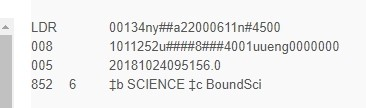 LDR 00134ny##a22000611n#4500
008 1011252u####8###4001uueng0000000
005 20181024095156.0
852 6 ‡b SCIENCE ‡c BoundSci